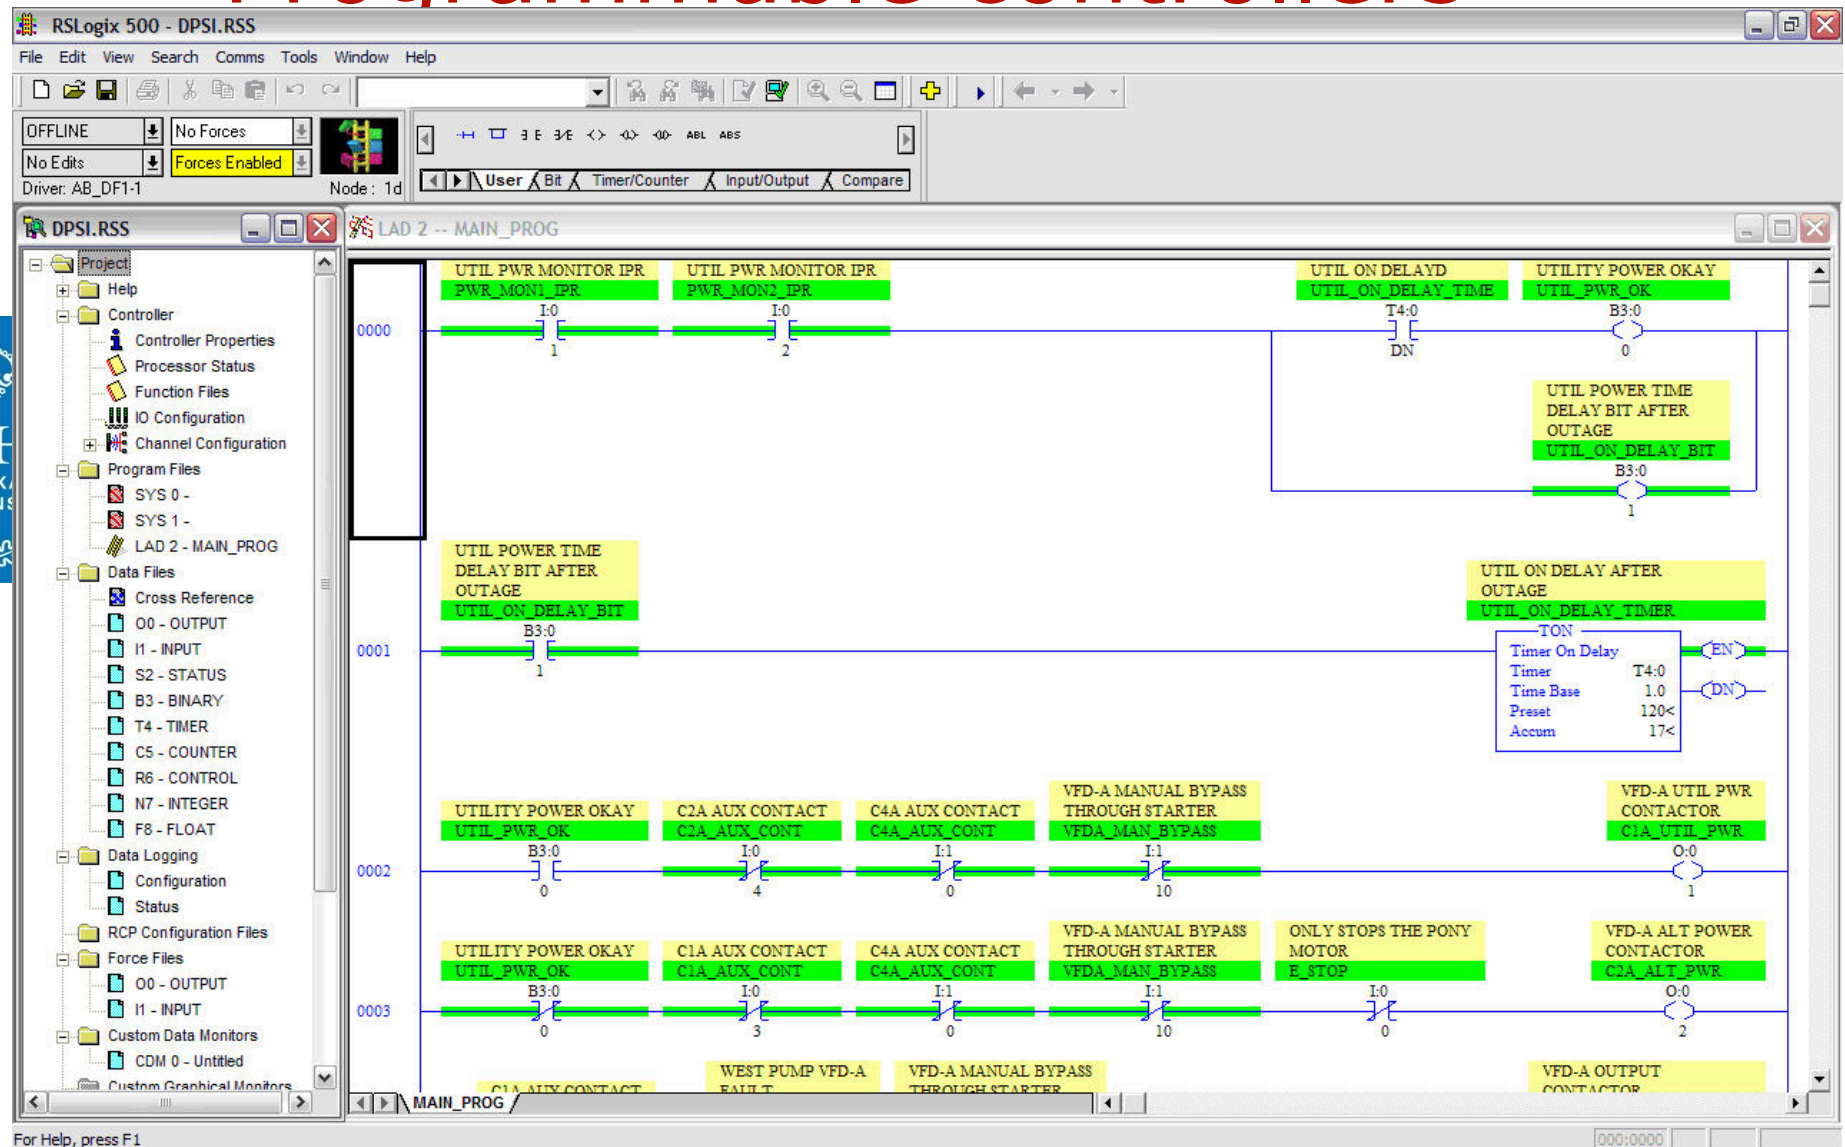 Programmable Controllers
RSLogix 500 - DPSI.RSS
File Edit View Search Comms Tools Window Help
OFFLINE No Forces
No Edits Forces Enabled
Driver: AB_DF1-1 Node: 1d
ABL ABS
User Bit Timer/Counter Input/Output Compare
DPSI.RSS
Project
Help
Controller
Controller Properties
Processor Status
Function Files
IO Configuration
Channel Configuration
Program Files
SYS 0 -
SYS 1 -
LAD 2 - MAIN_PROG
Data Files
Cross Reference
O0 - OUTPUT
I1 - INPUT
S2 - STATUS
B3 - BINARY
T4 - TIMER
C5 - COUNTER
R6 - CONTROL
N7 - INTEGER
F8 - FLOAT
Data Logging
Configuration
Status
RCP Configuration Files
Force Files
O0 - OUTPUT
I1 - INPUT
Custom Data Monitors
CDM 0 - Untitled
Custom Graphical Monitors
LAD 2 -- MAIN_PROG
UTIL PWR MONITOR IPR UTIL PWR MONITOR IPR UTIL ON DELAYD UTILITY POWER OKAY
PWR_MON1_IPR PWR_MON2_IPR UTIL_ON_DELAY_TIME UTIL_PWR_OK
I:0 I:0 T4:0 B3:0
0000
1 2 DN 0
UTIL POWER TIME
DELAY BIT AFTER
OUTAGE
UTIL_ON_DELAY_BIT
B3:0
1
UTIL POWER TIME
DELAY BIT AFTER
OUTAGE
UTIL_ON_DELAY_BIT
B3:0
0001
1
UTIL ON DELAY AFTER
OUTAGE
UTIL_ON_DELAY_TIMER
TON
Timer On Delay EN
Timer T4:0
Time Base 1.0 DN
Preset 120<
Accum 17<
VFD-A MANUAL BYPASS VFD-A UTIL PWR
UTILITY POWER OKAY C2A AUX CONTACT C4A AUX CONTACT THROUGH STARTER CONTACTOR
UTIL_PWR_OK C2A_AUX_CONT C4A_AUX_CONT VFDA_MAN_BYPASS C1A_UTIL_PWR
B3:0 I:0 I:1 I:1 O:0
0002
0 4 0 10 1
VFD-A MANUAL BYPASS ONLY STOPS THE PONY VFD-A ALT POWER
UTILITY POWER OKAY C1A AUX CONTACT C4A AUX CONTACT THROUGH STARTER MOTOR CONTACTOR
UTIL_PWR_OK C1A_AUX_CONT C4A_AUX_CONT VFDA_MAN_BYPASS E_STOP C2A_ALT_PWR
B3:0 I:0 I:1 I:1 I:0 O:0
0003
0 3 0 10 0 2
WEST PUMP VFD-A VFD-A MANUAL BYPASS VFD-A OUTPUT
C1A AUX CONTACT FAULT THROUGH STARTER CONTACTOR
MAIN_PROG
For Help, press F1
000:0000